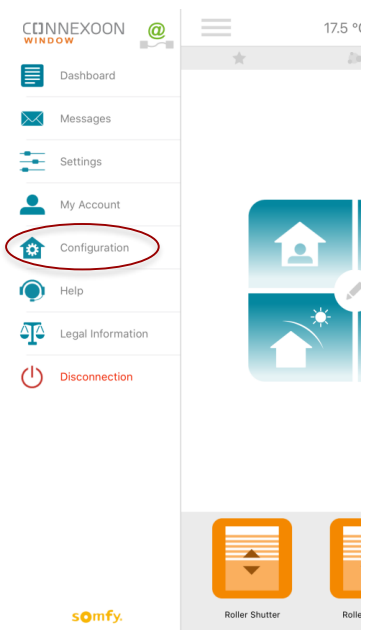 CONNEXOON
WINDOW
@
17.5 °
Dashboard
Messages
Settings
My Account
Configuration
Help
Legal Information
Disconnection
somfy.
Roller Shutter
Rolle